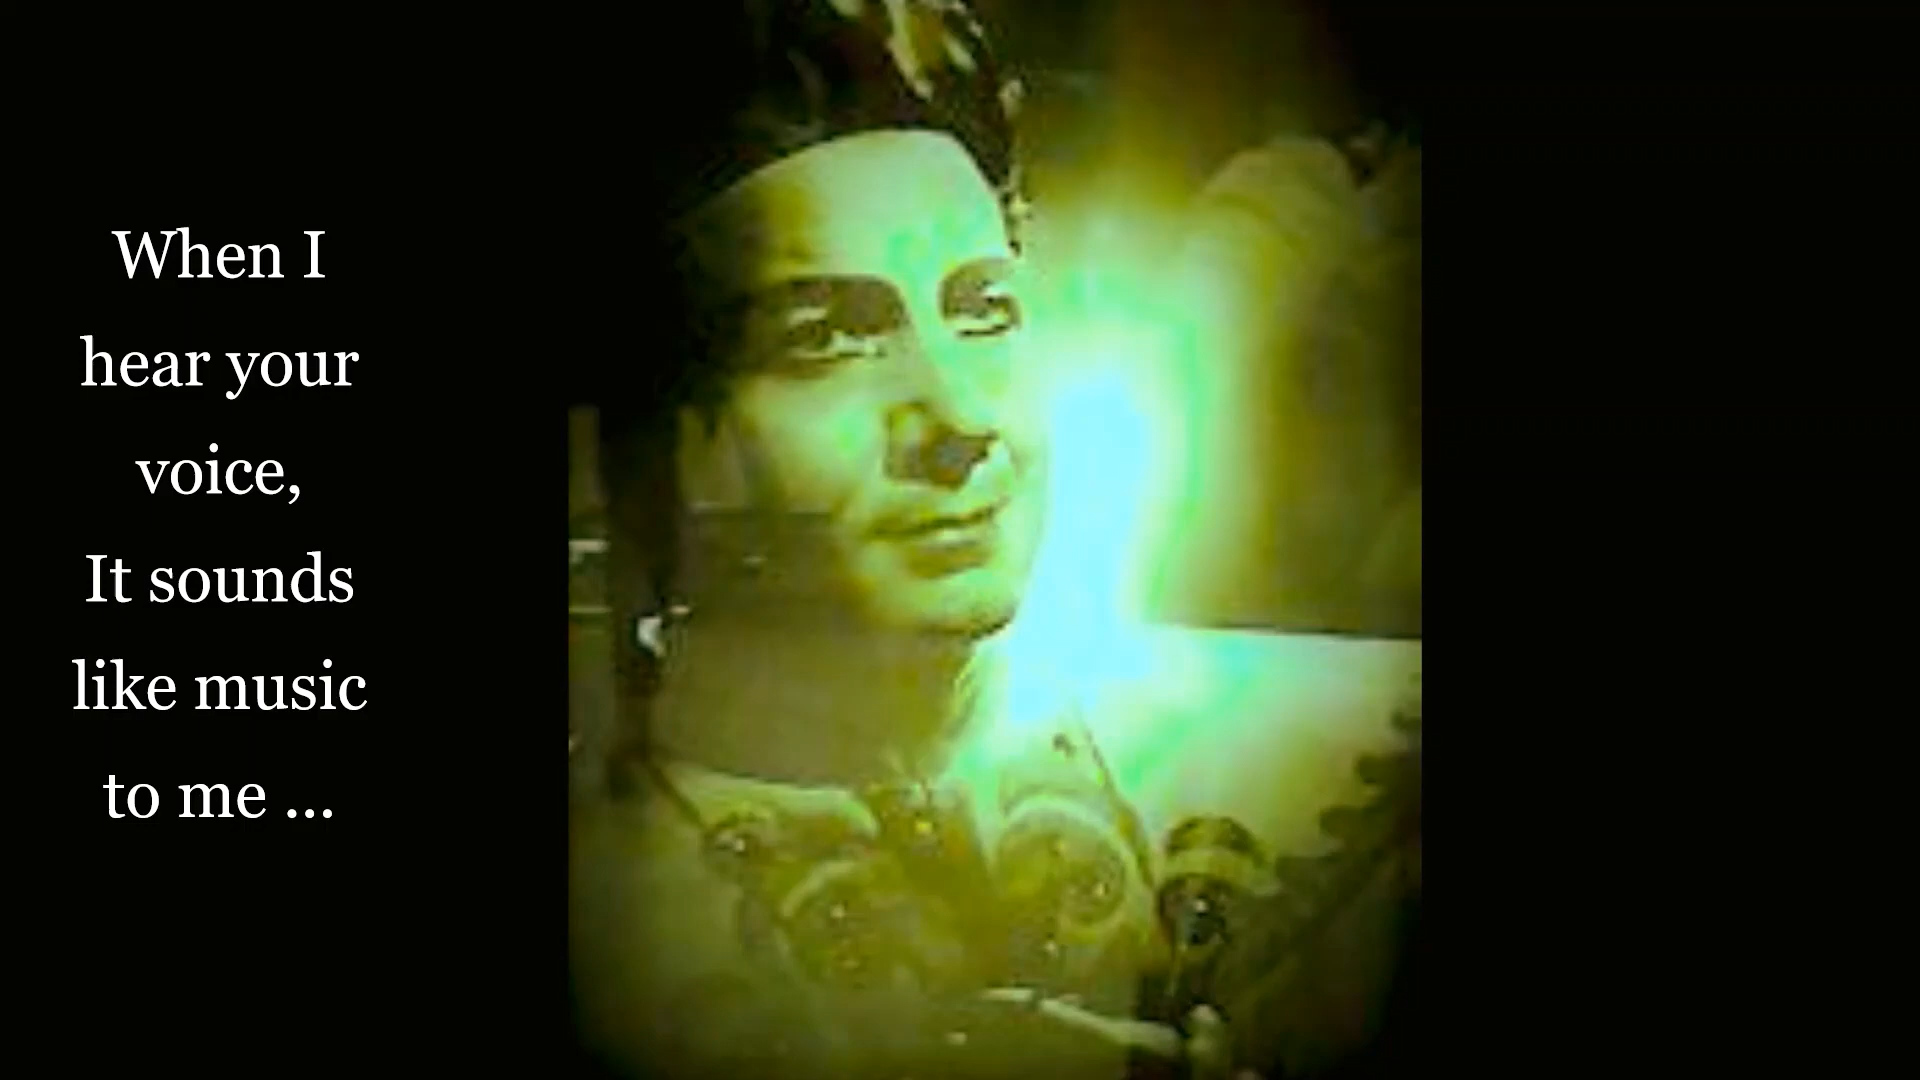 When I
hear your
voice,
It sounds
like music
to me ...